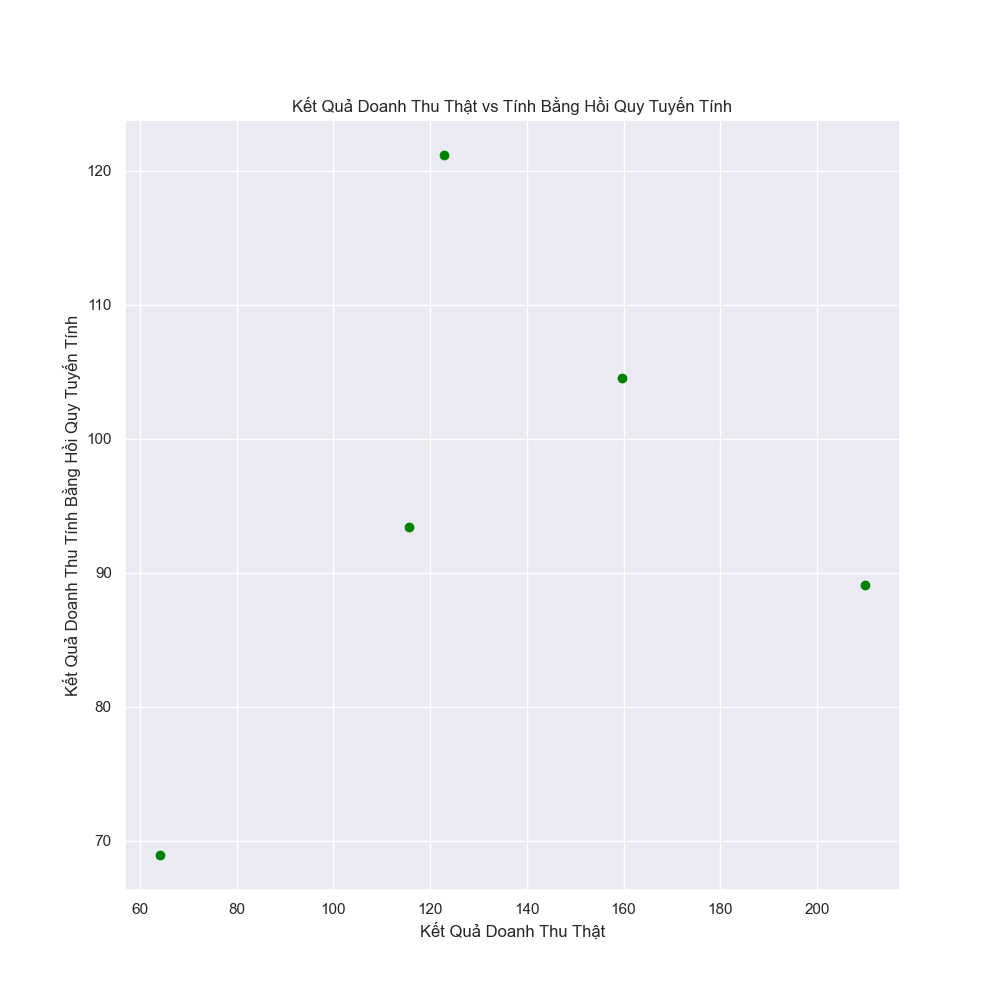 Kết Quả Doanh Thu Thật vs Tính Bằng Hồi Quy Tuyến Tính
Kết Quả Doanh Thu Tính Bằng Hồi Quy Tuyến Tính
120
110
100
90
80
70
60 80 100 120 140 160 180 200
Kết Quả Doanh Thu Thật